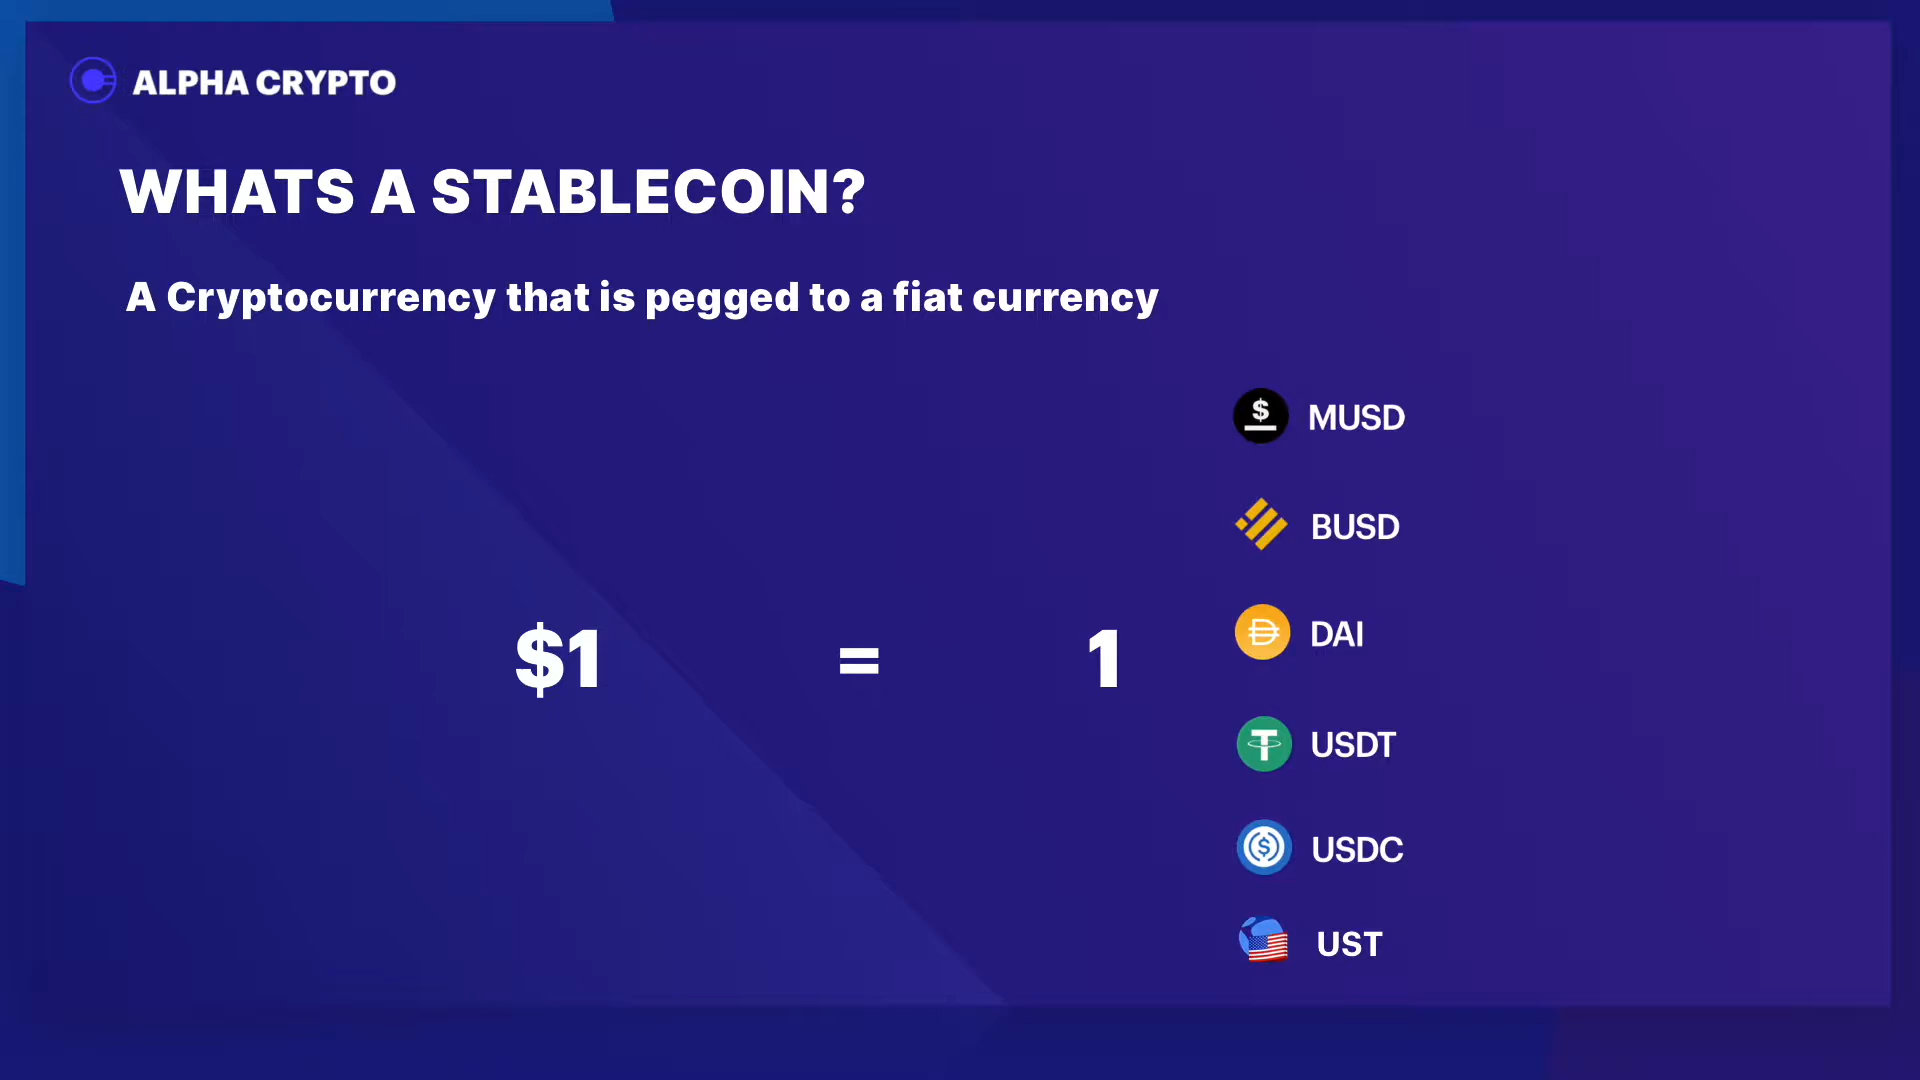 ALPHA CRYPTO
WHATS A STABLECOIN?
A Cryptocurrency that is pegged to a fiat currency
$ MUSD
BUSD
DAI
$1 = 1
T USDT
$ USDC
UST